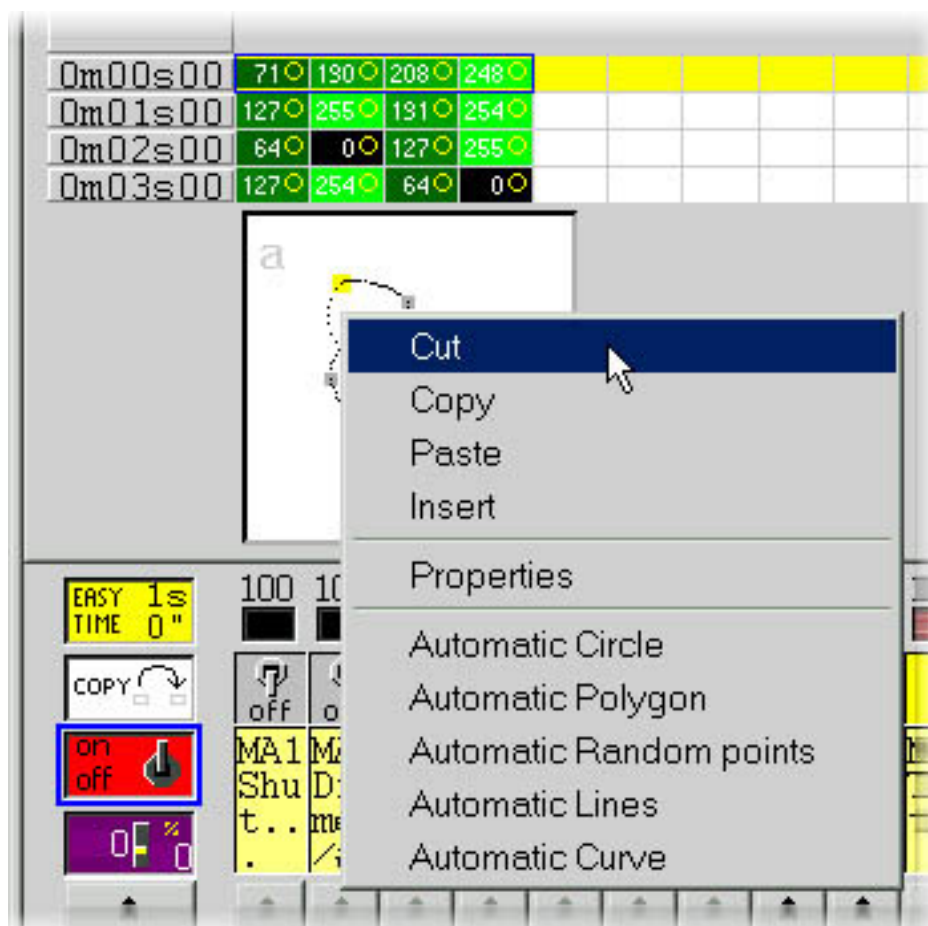 0m00s00 71 190 208 248
0m01s00 127 255 191 254
0m02s00 64 0 127 255
0m03s00 127 254 64 0
a
Cut
Copy
Paste
Insert
Properties
Automatic Circle
Automatic Polygon
Automatic Random points
Automatic Lines
Automatic Curve
EASY 1s
TIME 0"
100
COPY
off
on
off
MA1
Shu
t..
.
0 % 0